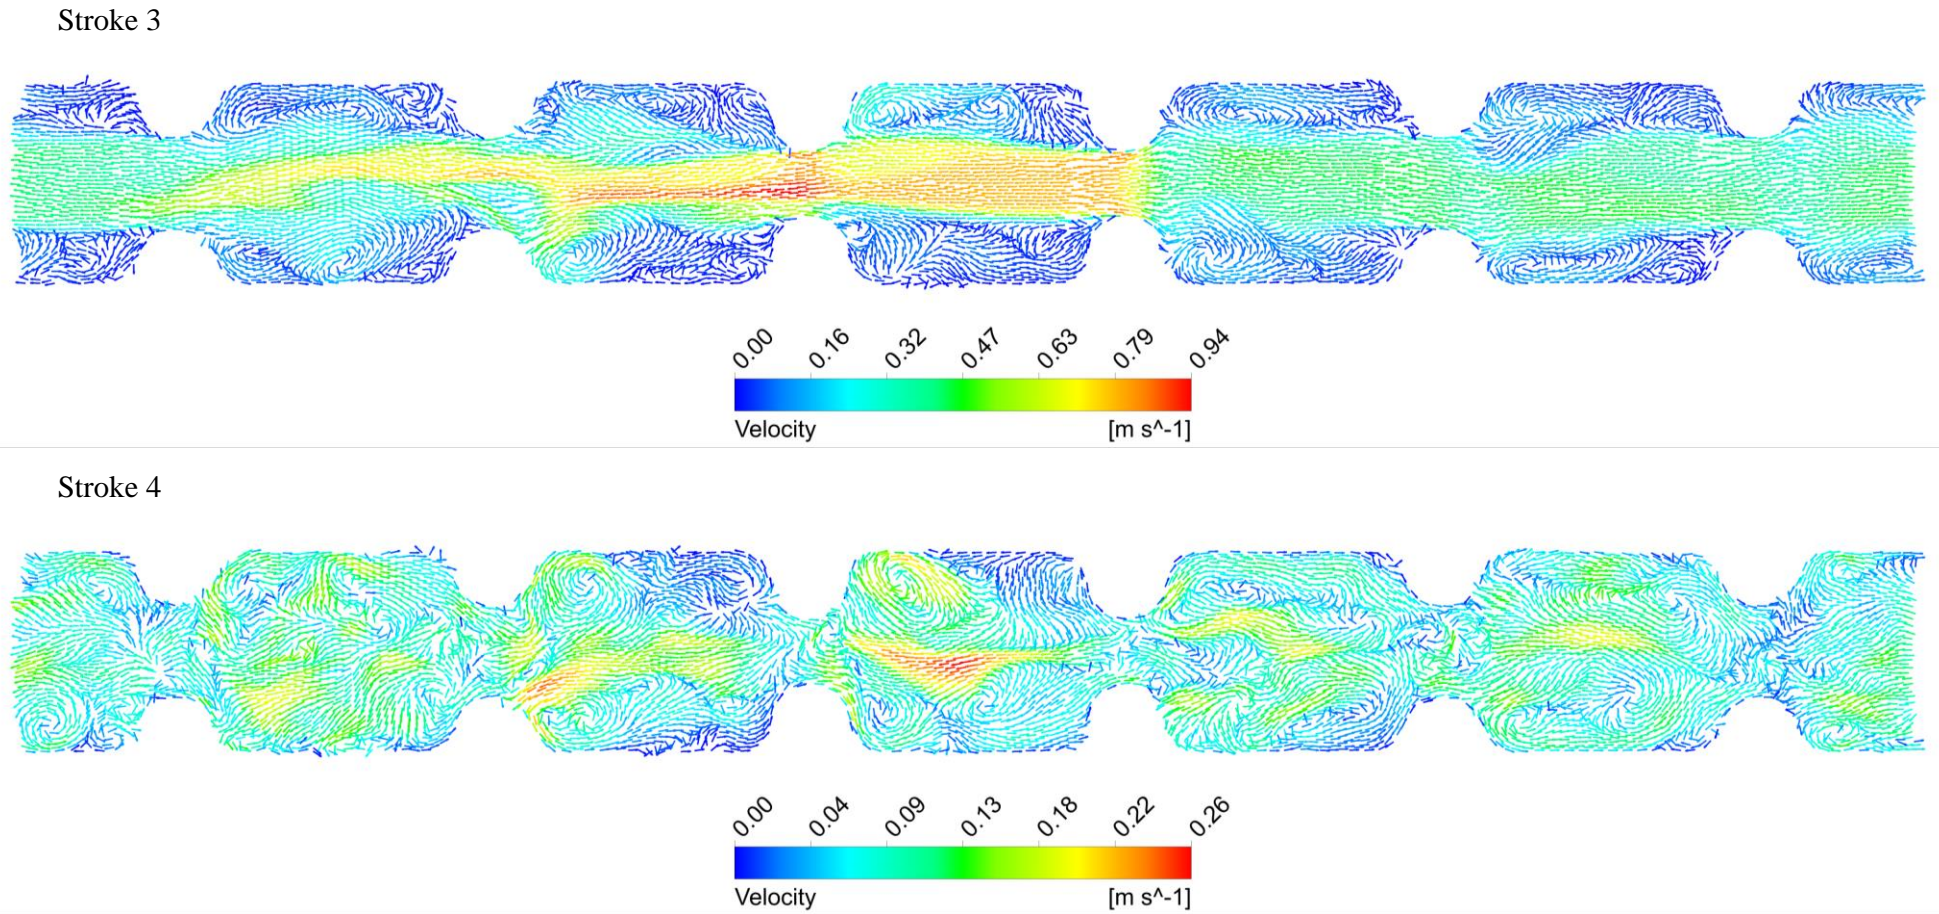 Stroke 3
0.00 0.16 0.32 0.47 0.63 0.79 0.94
Velocity [m s^-1]
Stroke 4
0.00 0.04 0.09 0.13 0.18 0.22 0.26
Velocity [m s^-1]